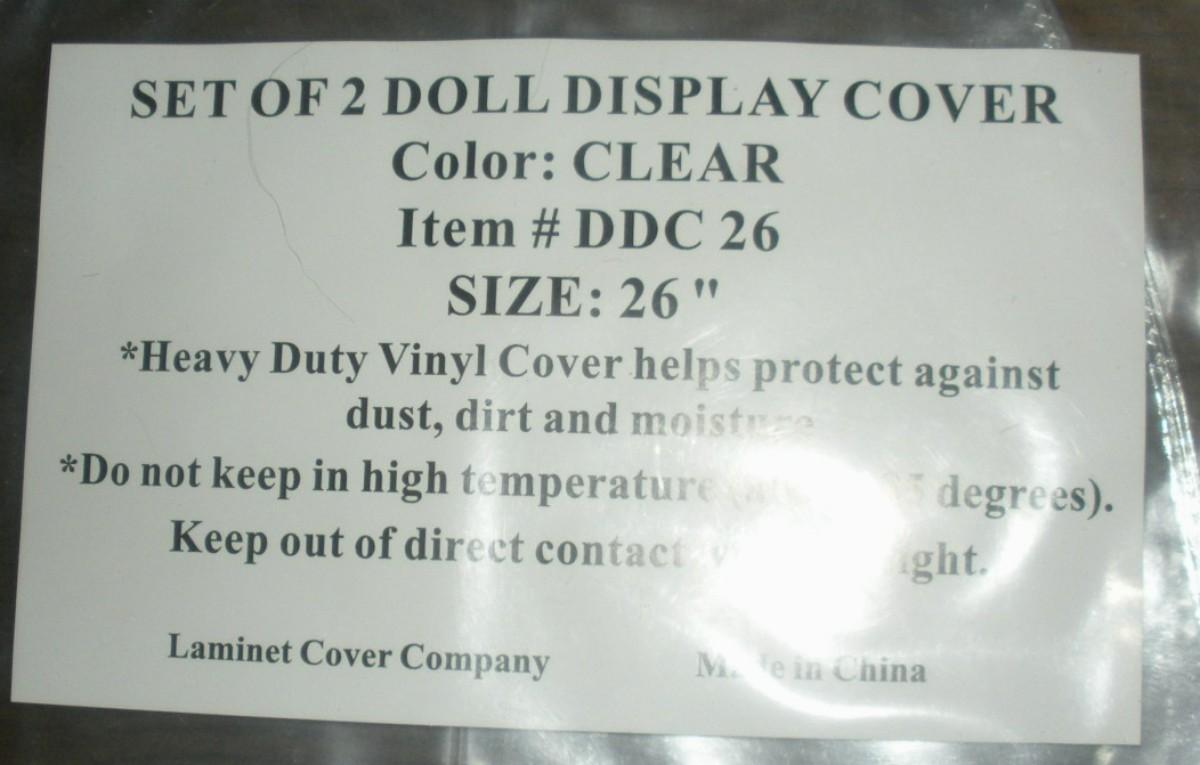 SET OF 2 DOLL DISPLAY COVER
Color: CLEAR
Item # DDC 26
SIZE: 26 "
*Heavy Duty Vinyl Cover helps protect against
dust, dirt and moisture
*Do not keep in high temperature degrees).
Keep out of direct contact
Laminet Cover Company Made in China